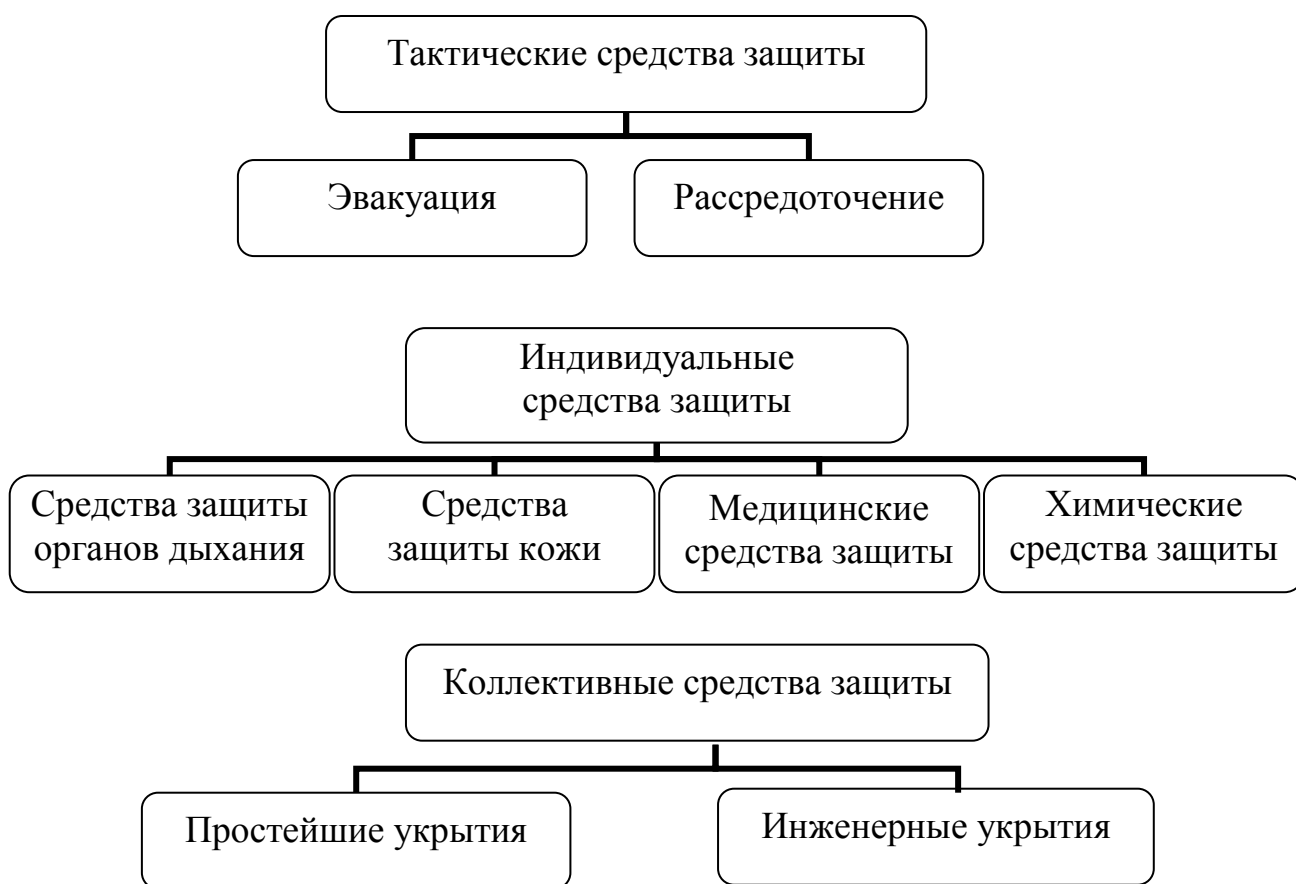 Тактические средства защиты
Эвакуация
Рассредоточение
Индивидуальные
средства защиты
Средства защиты
органов дыхания
Средства
защиты кожи
Медицинские
средства защиты
Химические
средства защиты
Коллективные средства защиты
Простейшие укрытия
Инженерные укрытия